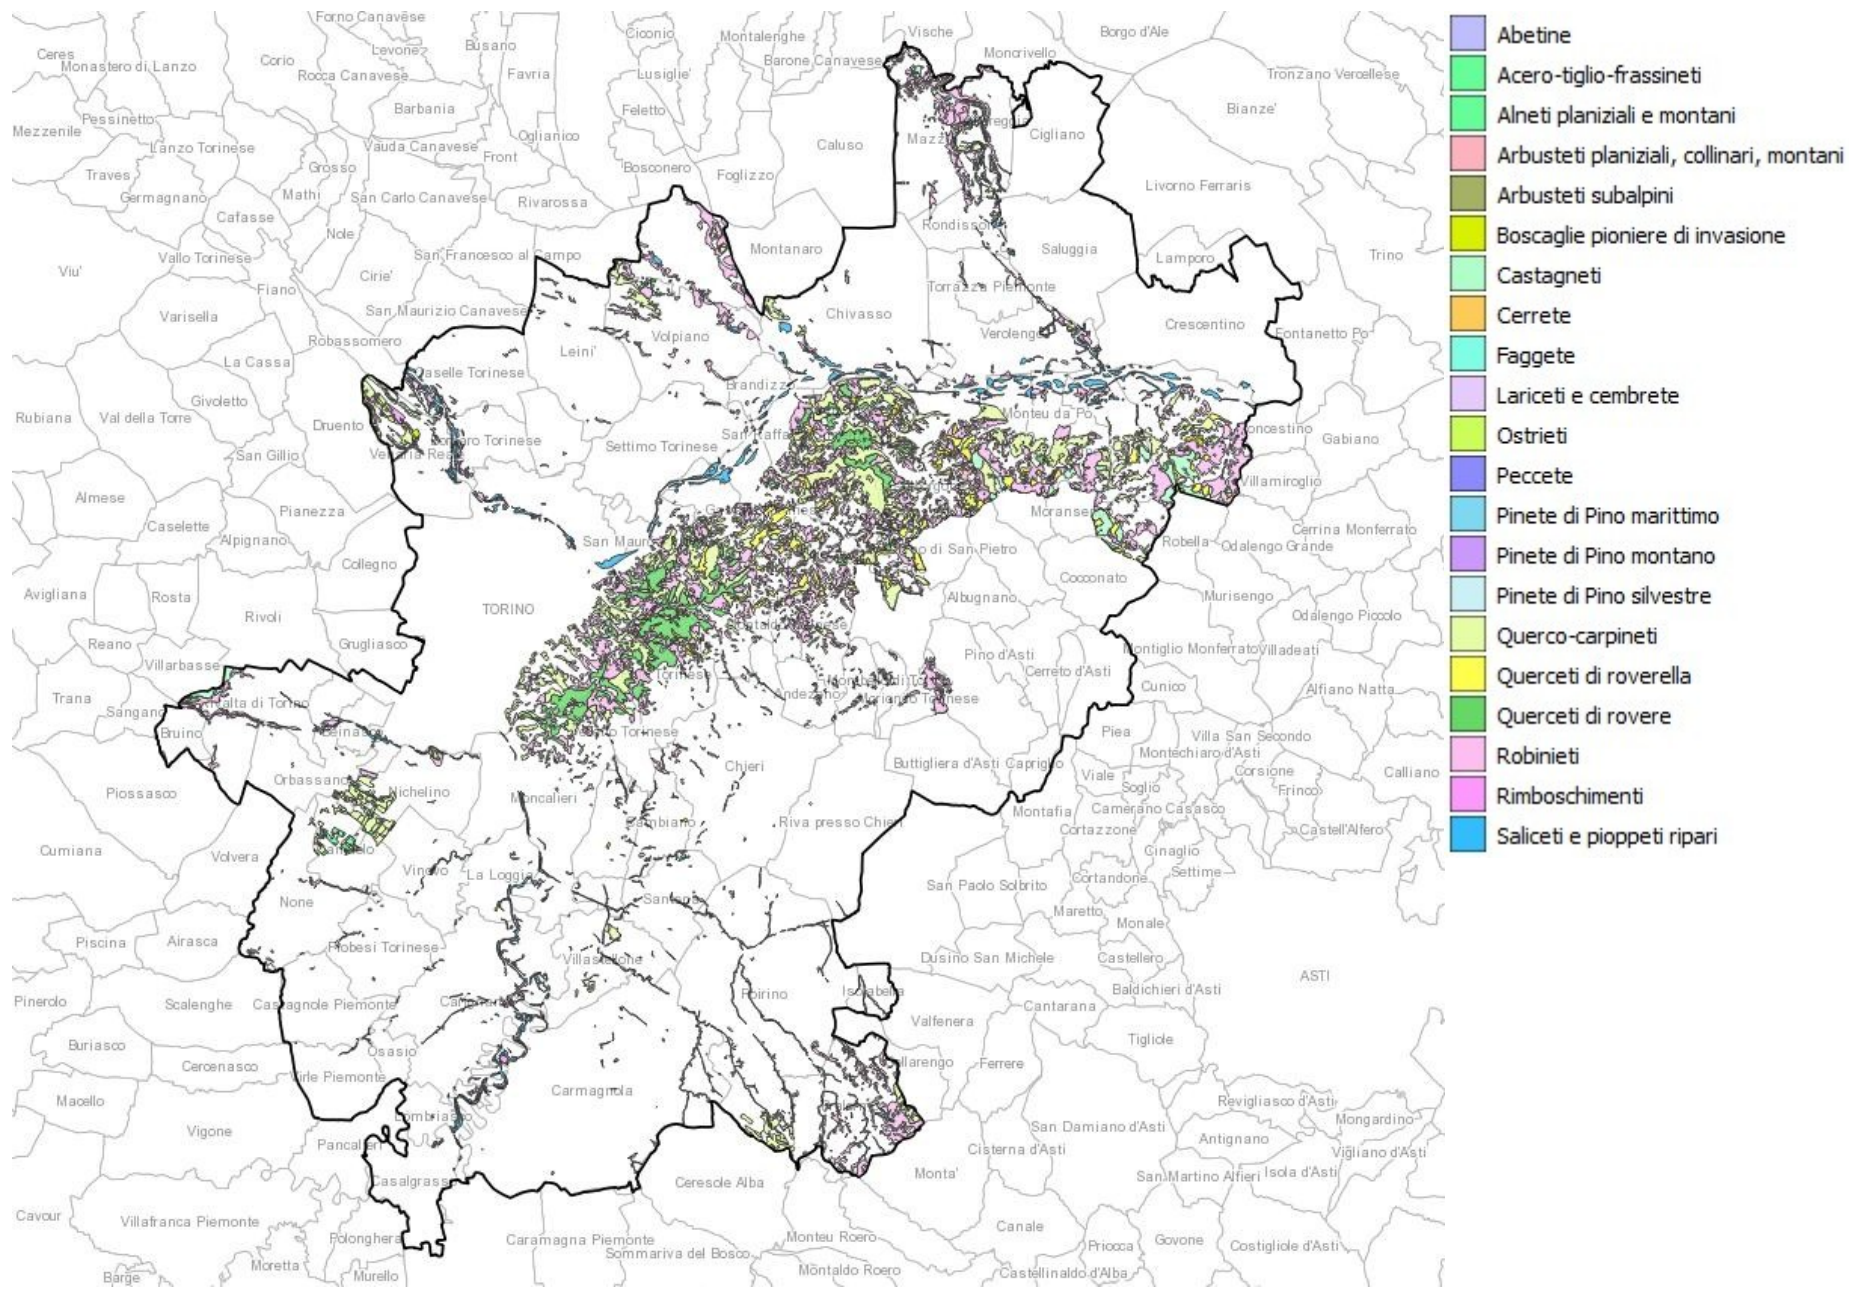 Forno Canavese
Ciconio
Montalenghe
Vische
Borgo d'Ale
Ceres
Levone
Busano
Monastero di Lanzo
Corio
Rocca Canavese
Favria
Lusiglie'
Barone Canavese
Moncrivello
Tronzano Vercellese
Barbania
Feletto
Bianze'
Mezzenile
Pessinetto
Oglianico
Cigliano
Lanzo Torinese
Vauda Canavese
Front
Caluso
Traves
Grosso
Bosconero
Foglizzo
Livorno Ferraris
Germagnano
Mathi
San Carlo Canavese
Rivarossa
Cafasse
Nole
Montanaro
Saluggia
Vallo Torinese
San Francesco al Campo
Lamporo
Trino
Viu'
Cirie'
Fiano
Torrazza Piemonte
Varisella
San Maurizio Canavese
Chivasso
Crescentino
Fontanetto Po
Robassomero
Volpiano
Verolengo
La Cassa
Leini'
Brandizzo
Rubiana
Val della Torre
Givoletto
Druento
Monteu da Po
San Gillio
Settimo Torinese
Gabiano
Almese
Pianezza
Villamiroglio
Caselette
Alpignano
Cerrina Monferrato
San Mauro
Robella
Odalengo Grande
Collegno
Cocconato
Avigliana
Rosta
Rivoli
TORINO
Albugnano
Murisengo
Odalengo Piccolo
Reano
Grugliasco
Villarbasse
Pino d'Asti
Montiglio Monferrato
Villadeati
Trana
Cerreto d'Asti
Cunico
Alfiano Natta
Sangano
Andezeno
Bruino
Piea
Villa San Secondo
Montechiaro d'Asti
Orbassano
Nichelino
Chieri
Buttigliera d'Asti
Capriglio
Viale
Corsione
Calliano
Piossasco
Moncalieri
Soglio
Frinco
Cambiano
Riva presso Chieri
Montafia
Camerano Casasco
Cortazzone
Castell'Alfero
Cumiana
Volvera
Vinovo
La Loggia
Cinaglio
Settime
None
San Paolo Solbrito
Cortandone
Maretto
Monale
Piscina
Airasca
Villastellone
Dusino San Michele
Castellero
ASTI
Pinerolo
Scalenghe
Castagnole Piemonte
Poirino
Baldichieri d'Asti
Cantarana
Valfenera
Buriasco
Osasio
Tigliole
Cercenasco
Virle Piemonte
Ferrere
Macello
Carmagnola
Revigliasco d'Asti
Mongardino
Vigone
Lombriasco
San Damiano d'Asti
Antignano
Pancalieri
Cisterna d'Asti
Vigliano d'Asti
Casalgrasso
Ceresole Alba
Monta'
San Martino Alfieri
Isola d'Asti
Cavour
Villafranca Piemonte
Polonghera
Caramagna Piemonte
Sommariva del Bosco
Monteu Roero
Canale
Priocca
Govone
Costigliole d'Asti
Barge
Moretta
Murello
Montaldo Roero
Castellinaldo d'Alba
Abetine
Acero-tiglio-frassineti
Alneti planiziali e montani
Arbusteti planiziali, collinari, montani
Arbusteti subalpini
Boscaglie pioniere di invasione
Castagneti
Cerrete
Faggete
Lariceti e cembrete
Ostrieti
Peccete
Pinete di Pino marittimo
Pinete di Pino montano
Pinete di Pino silvestre
Querco-carpineti
Querceti di roverella
Querceti di rovere
Robinieti
Rimboschimenti
Saliceti e pioppeti ripari